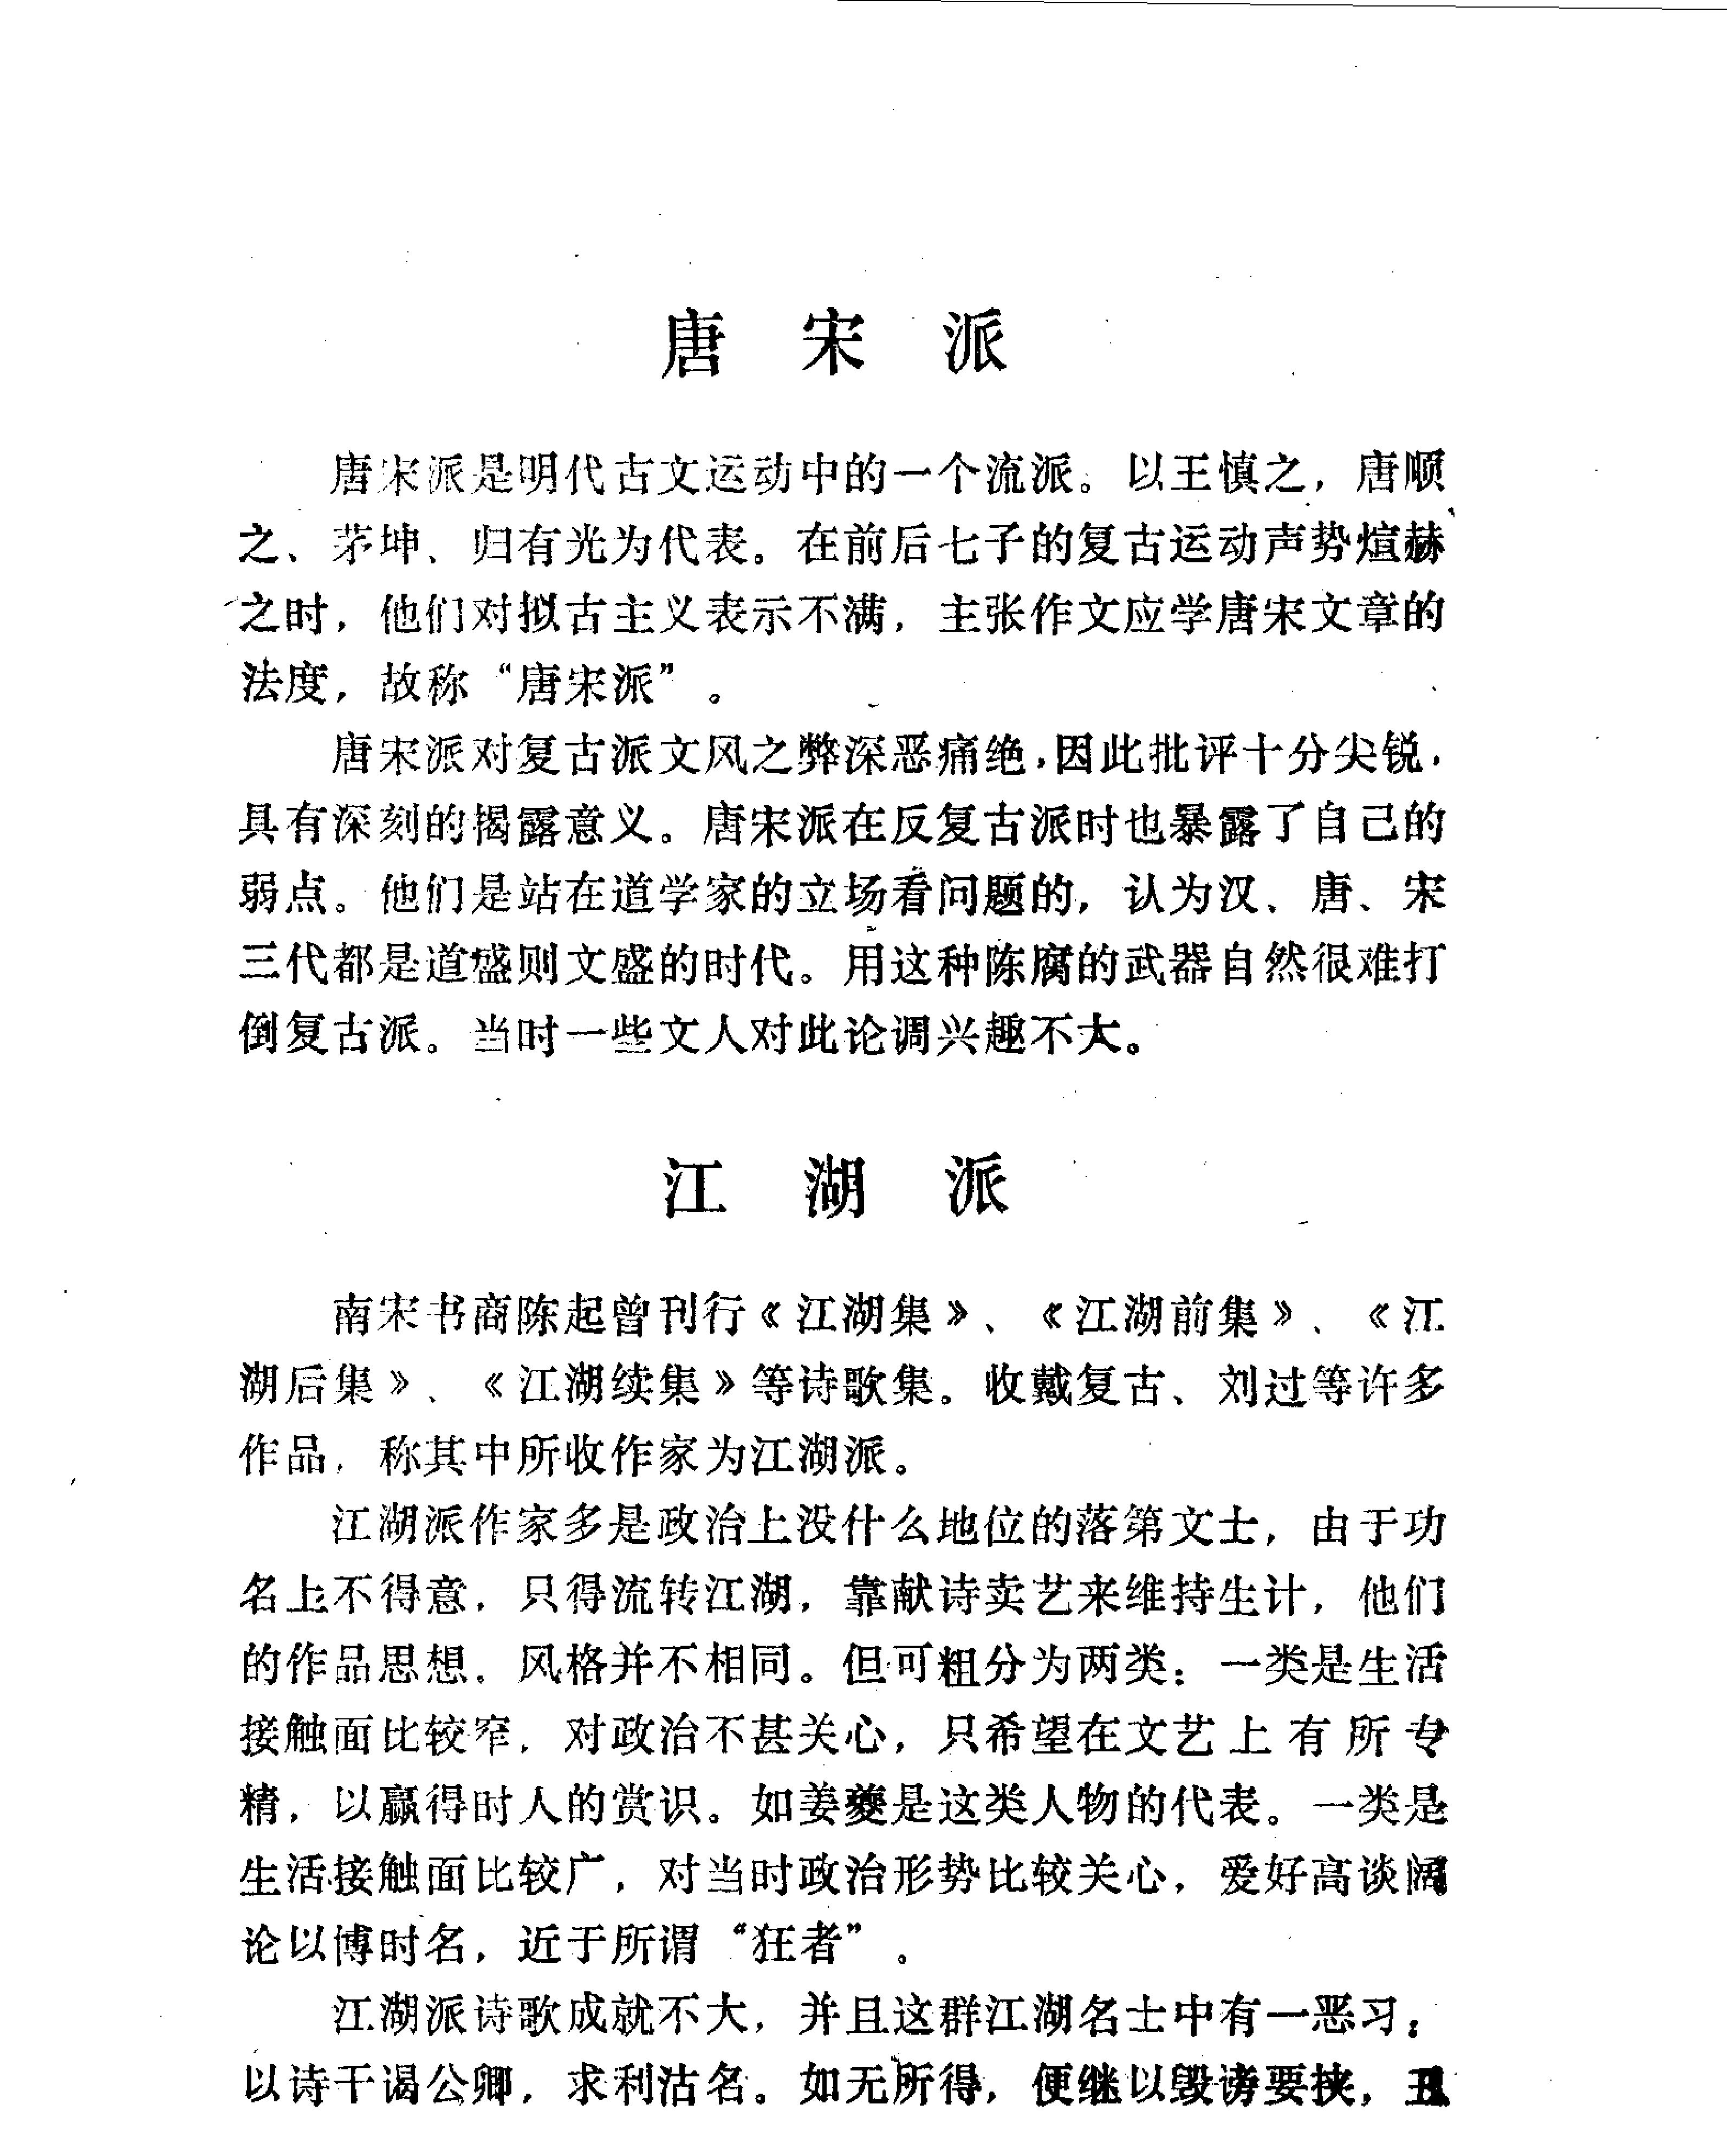 唐宋派
唐宋派是明代古文运动中的一个流派。以王慎之，唐顺
之、茅坤、归有光为代表。在前后七子的复古运动声势煊赫
之时，他们对拟古主义表示不满，主张作文应学唐宋文章的
法度，故称“唐宋派”。
唐宋派对复古派文风之弊深恶痛绝，因此批评十分尖锐，
具有深刻的揭露意义。唐宋派在反复古派时也暴露了自己的
弱点。他们是站在道学家的立场看问题的，认为汉、唐、宋
三代都是道盛则文盛的时代。用这种陈腐的武器自然很难打
倒复古派。当时一些文人对此论调兴趣不大。
江湖派
南宋书商陈起曾刊行《江湖集》、《江湖前集》、《江
湖后集》、《江湖续集》等诗歌集。收戴复古、刘过等许多
作品，称其中所收作家为江湖派。
江湖派作家多是政治上没什么地位的落第文士，由于功
名上不得意，只得流转江湖，靠献诗卖艺来维持生计，他们
的作品思想、风格并不相同。但可粗分为两类：一类是生活
接触面比较窄，对政治不甚关心，只希望在文艺上有所专
精，以赢得时人的赏识。如姜夔是这类人物的代表。一类是
生活接触面比较广，对当时政治形势比较关心，爱好高谈阔
论以博时名，近于所谓“狂者”。
江湖派诗歌成就不大，并且这群江湖名士中有一恶习：
以诗干谒公卿，求利沽名。如无所得，便继以毁谤要挟，丑